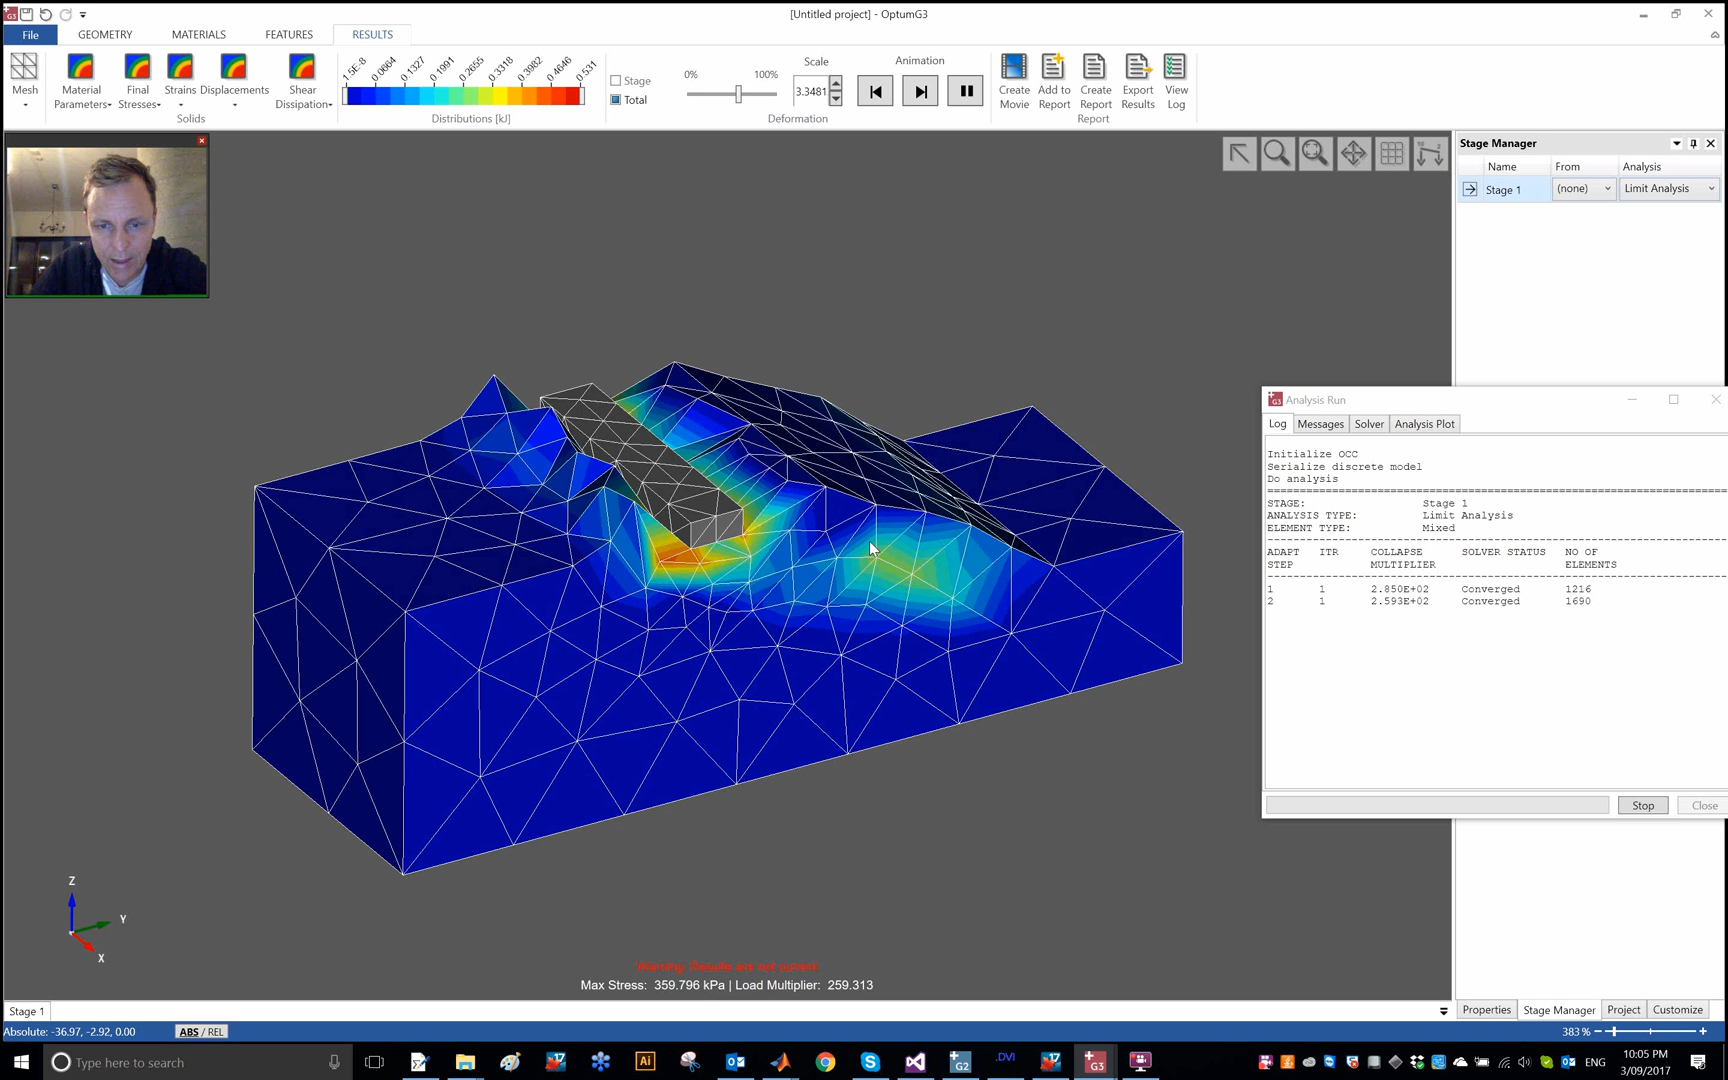 [Untitled project] - OptumG3
File GEOMETRY MATERIALS FEATURES RESULTS
Mesh
Material Parameters
Final Stresses
Strains
Displacements
Shear Dissipation
Solids
1.5E-8 0.0664 0.1327 0.1991 0.2655 0.3318 0.3982 0.4646 0.531
Distributions [kJ]
Stage
Total
0% 100%
Scale
3.3481
Animation
Deformation
Create Movie
Add to Report
Create Report
Export Results
View Log
Report
Stage Manager
Name From Analysis
Stage 1 (none) Limit Analysis
G3 Analysis Run
Log Messages Solver Analysis Plot
Initialize OCC
Serialize discrete model
Do analysis
STAGE: Stage 1
ANALYSIS TYPE: Limit Analysis
ELEMENT TYPE: Mixed
ADAPT ITR COLLAPSE SOLVER STATUS NO OF
STEP MULTIPLIER ELEMENTS
1 1 2.850E+02 Converged 1216
2 1 2.593E+02 Converged 1690
Stop Close
Z
Y
X
Warning: Results are not current!
Max Stress: 359.796 kPa | Load Multiplier: 259.313
Stage 1
Properties Stage Manager Project Customize
Absolute: -36.97, -2.92, 0.00 ABS / REL 383 %
Type here to search
17 Ai G2 .DVI 17 G3
ENG
10:05 PM
3/09/2017